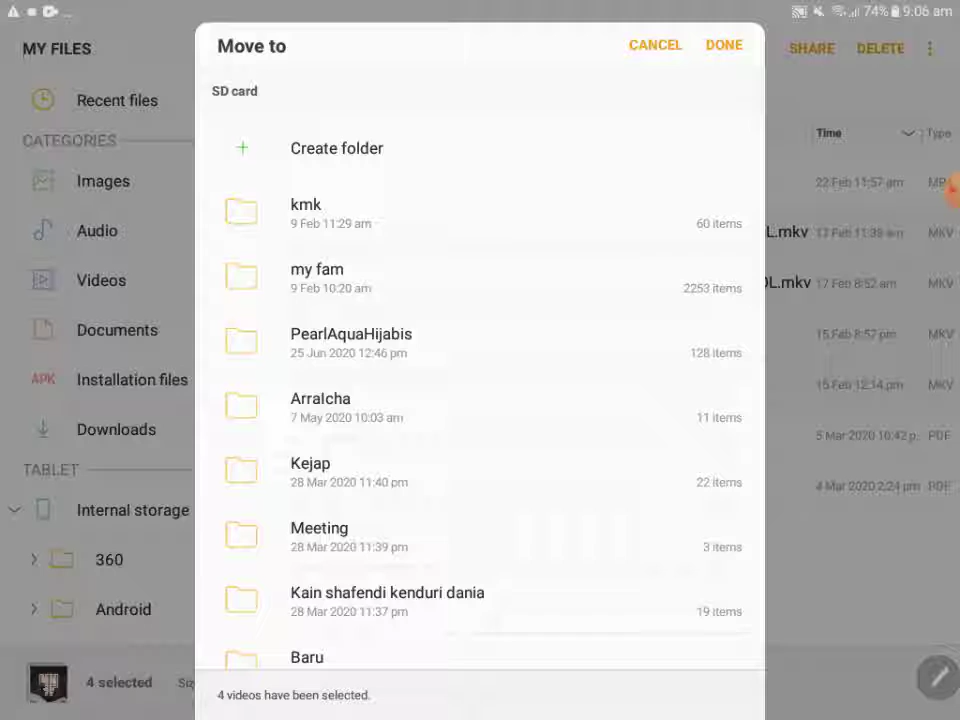 74% 9:06 am
MY FILES
Move to
CANCEL DONE
SHARE DELETE
SD card
Recent files
CATEGORIES
Time
Type
Create folder
Images
22 Feb 11:57 am
kmk
9 Feb 11:29 am 60 items
Audio
L.mkv 17 Feb 11:38 am MKV
my fam
9 Feb 10:20 am 2253 items
Videos
DL.mkv 17 Feb 8:52 am MKV
PearlAquaHijabis
25 Jun 2020 12:46 pm 128 items
Documents
15 Feb 8:57 pm MKV
APK Installation files
15 Feb 12:14 pm MKV
ArraIcha
7 May 2020 10:03 am 11 items
Downloads
5 Mar 2020 10:42 p.. PDF
TABLET
Kejap
28 Mar 2020 11:40 pm 22 items
4 Mar 2020 2:24 pm PDF
Internal storage
Meeting
28 Mar 2020 11:39 pm 3 items
360
Kain shafendi kenduri dania
28 Mar 2020 11:37 pm 19 items
Android
Baru
4 selected Siz
4 videos have been selected.